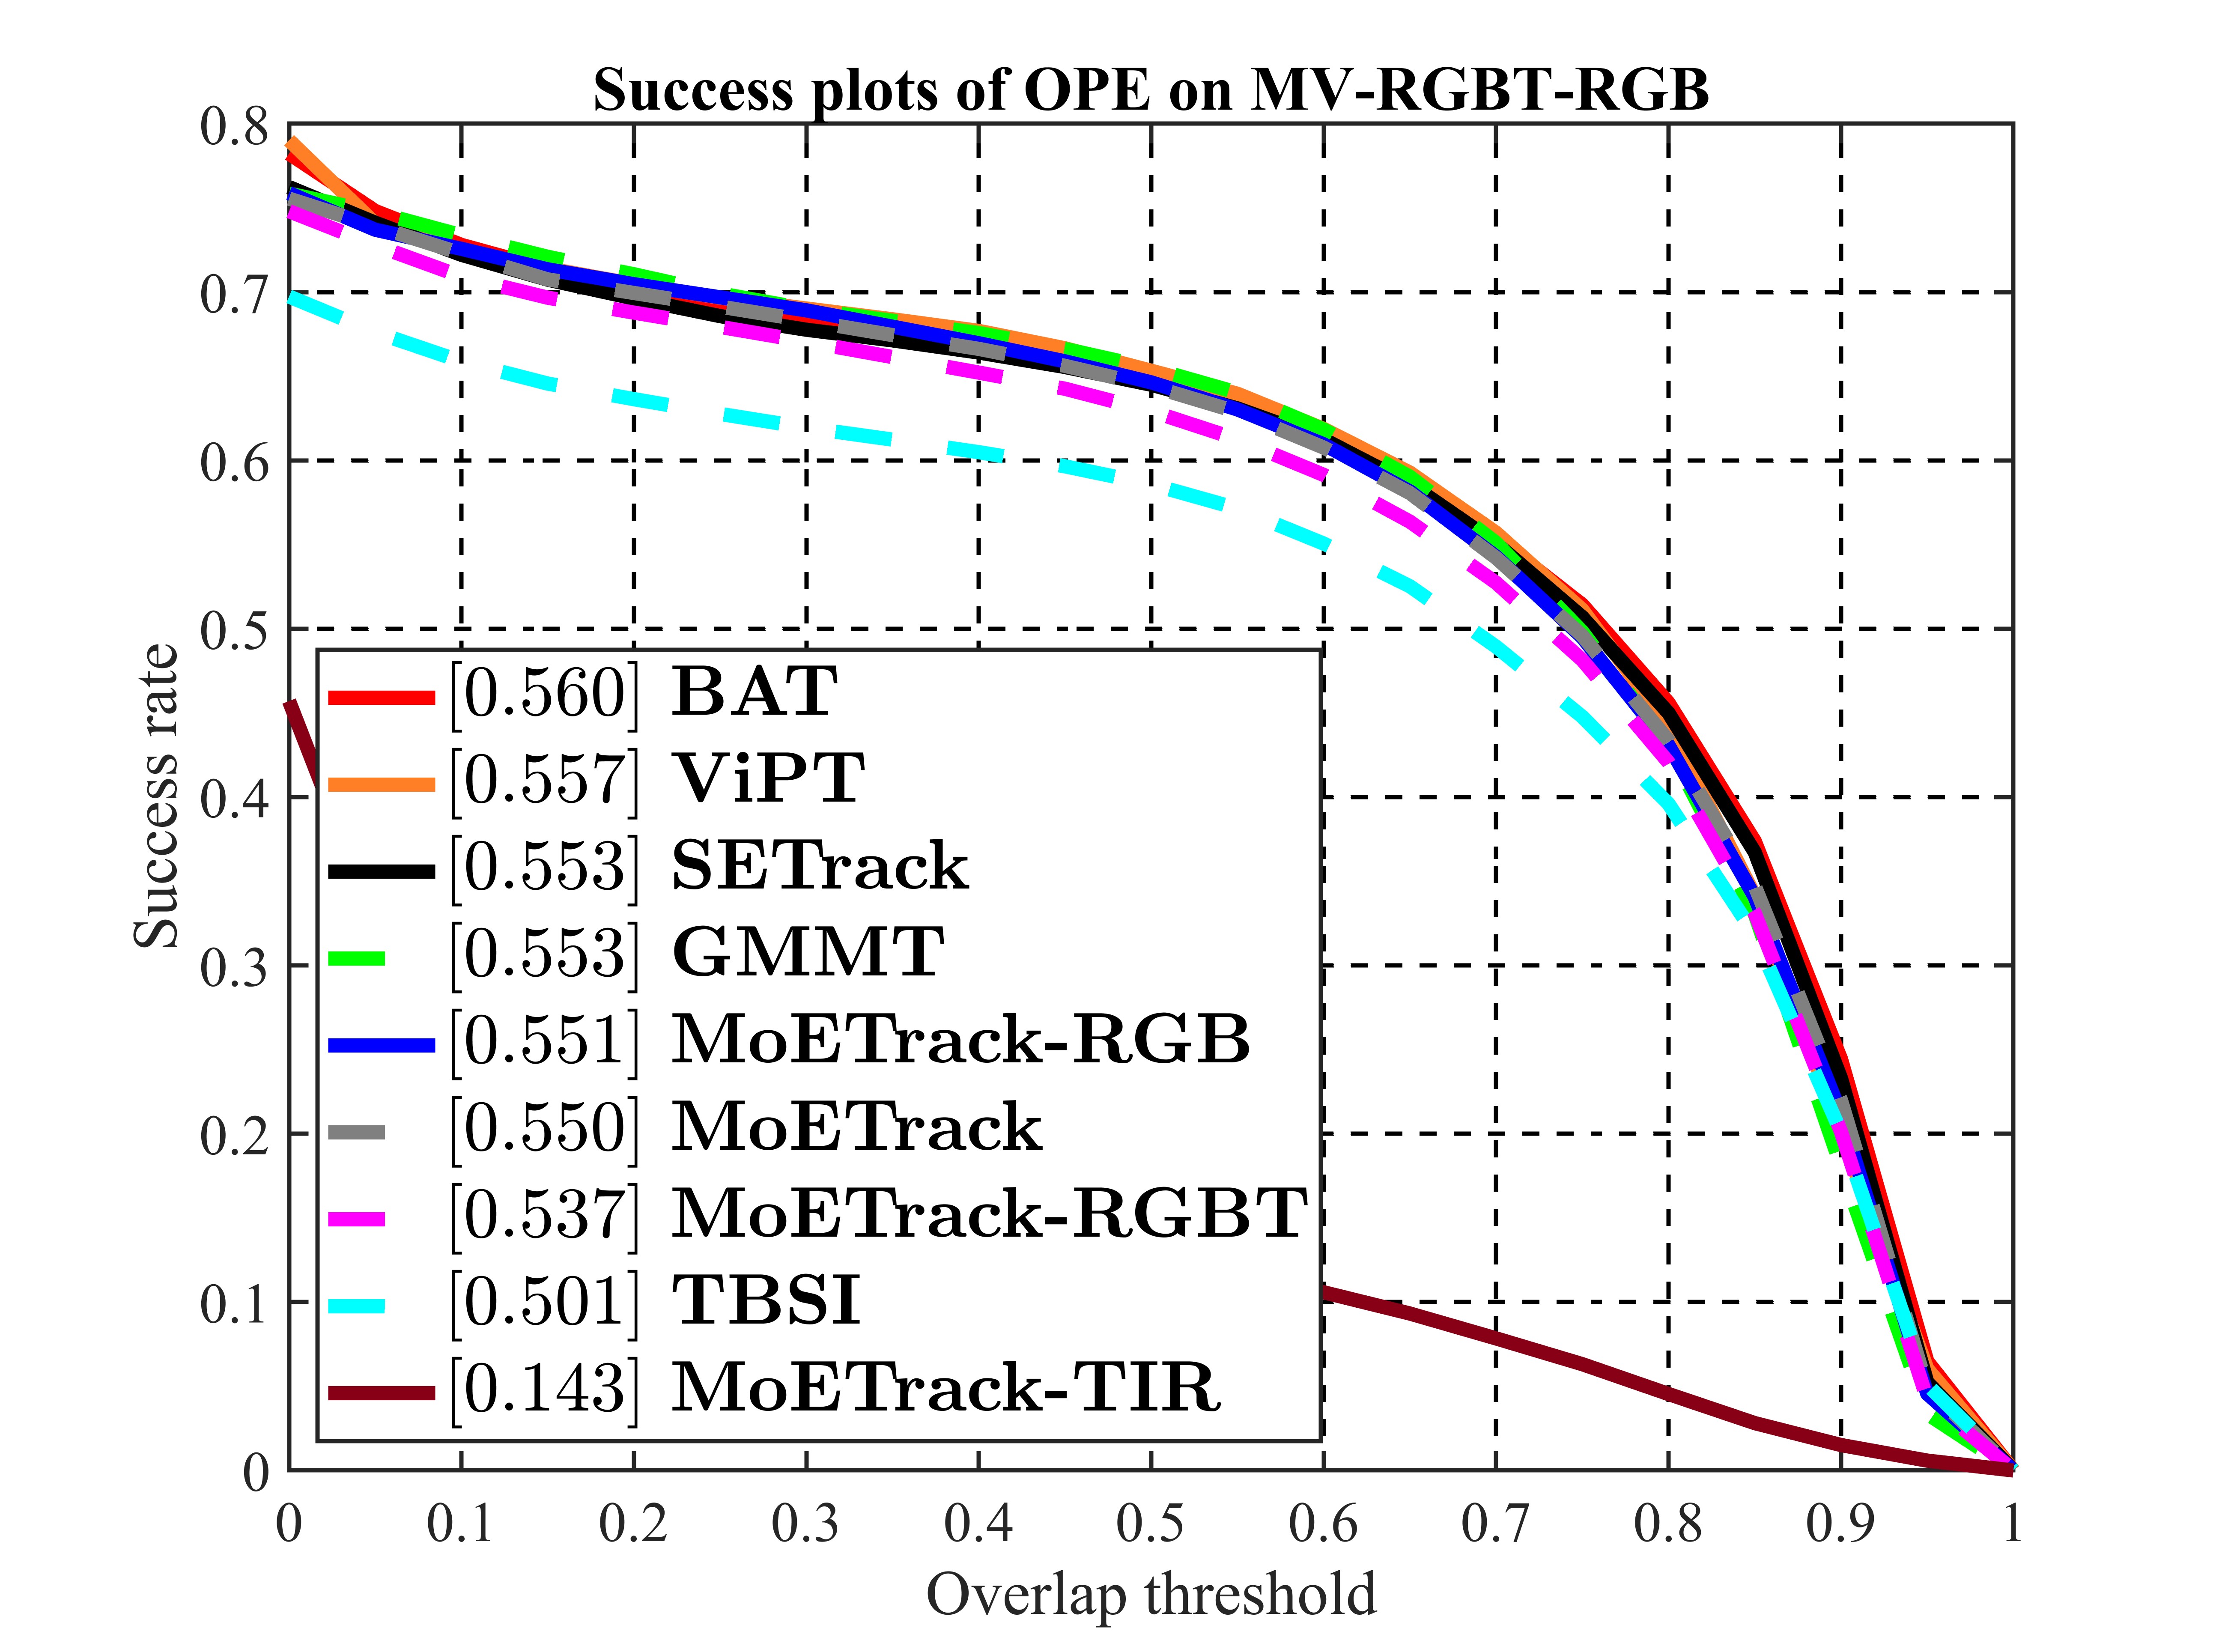 Success plots of OPE on MV-RGBT-RGB
0.8
0.7
0.6
0.5
0.4
0.3
0.2
0.1
0
Success rate
[0.560] BAT
[0.557] ViPT
[0.553] SETrack
[0.553] GMMT
[0.551] MoETrack-RGB
[0.550] MoETrack
[0.537] MoETrack-RGBT
[0.501] TBSI
[0.143] MoETrack-TIR
0 0.1 0.2 0.3 0.4 0.5 0.6 0.7 0.8 0.9 1
Overlap threshold